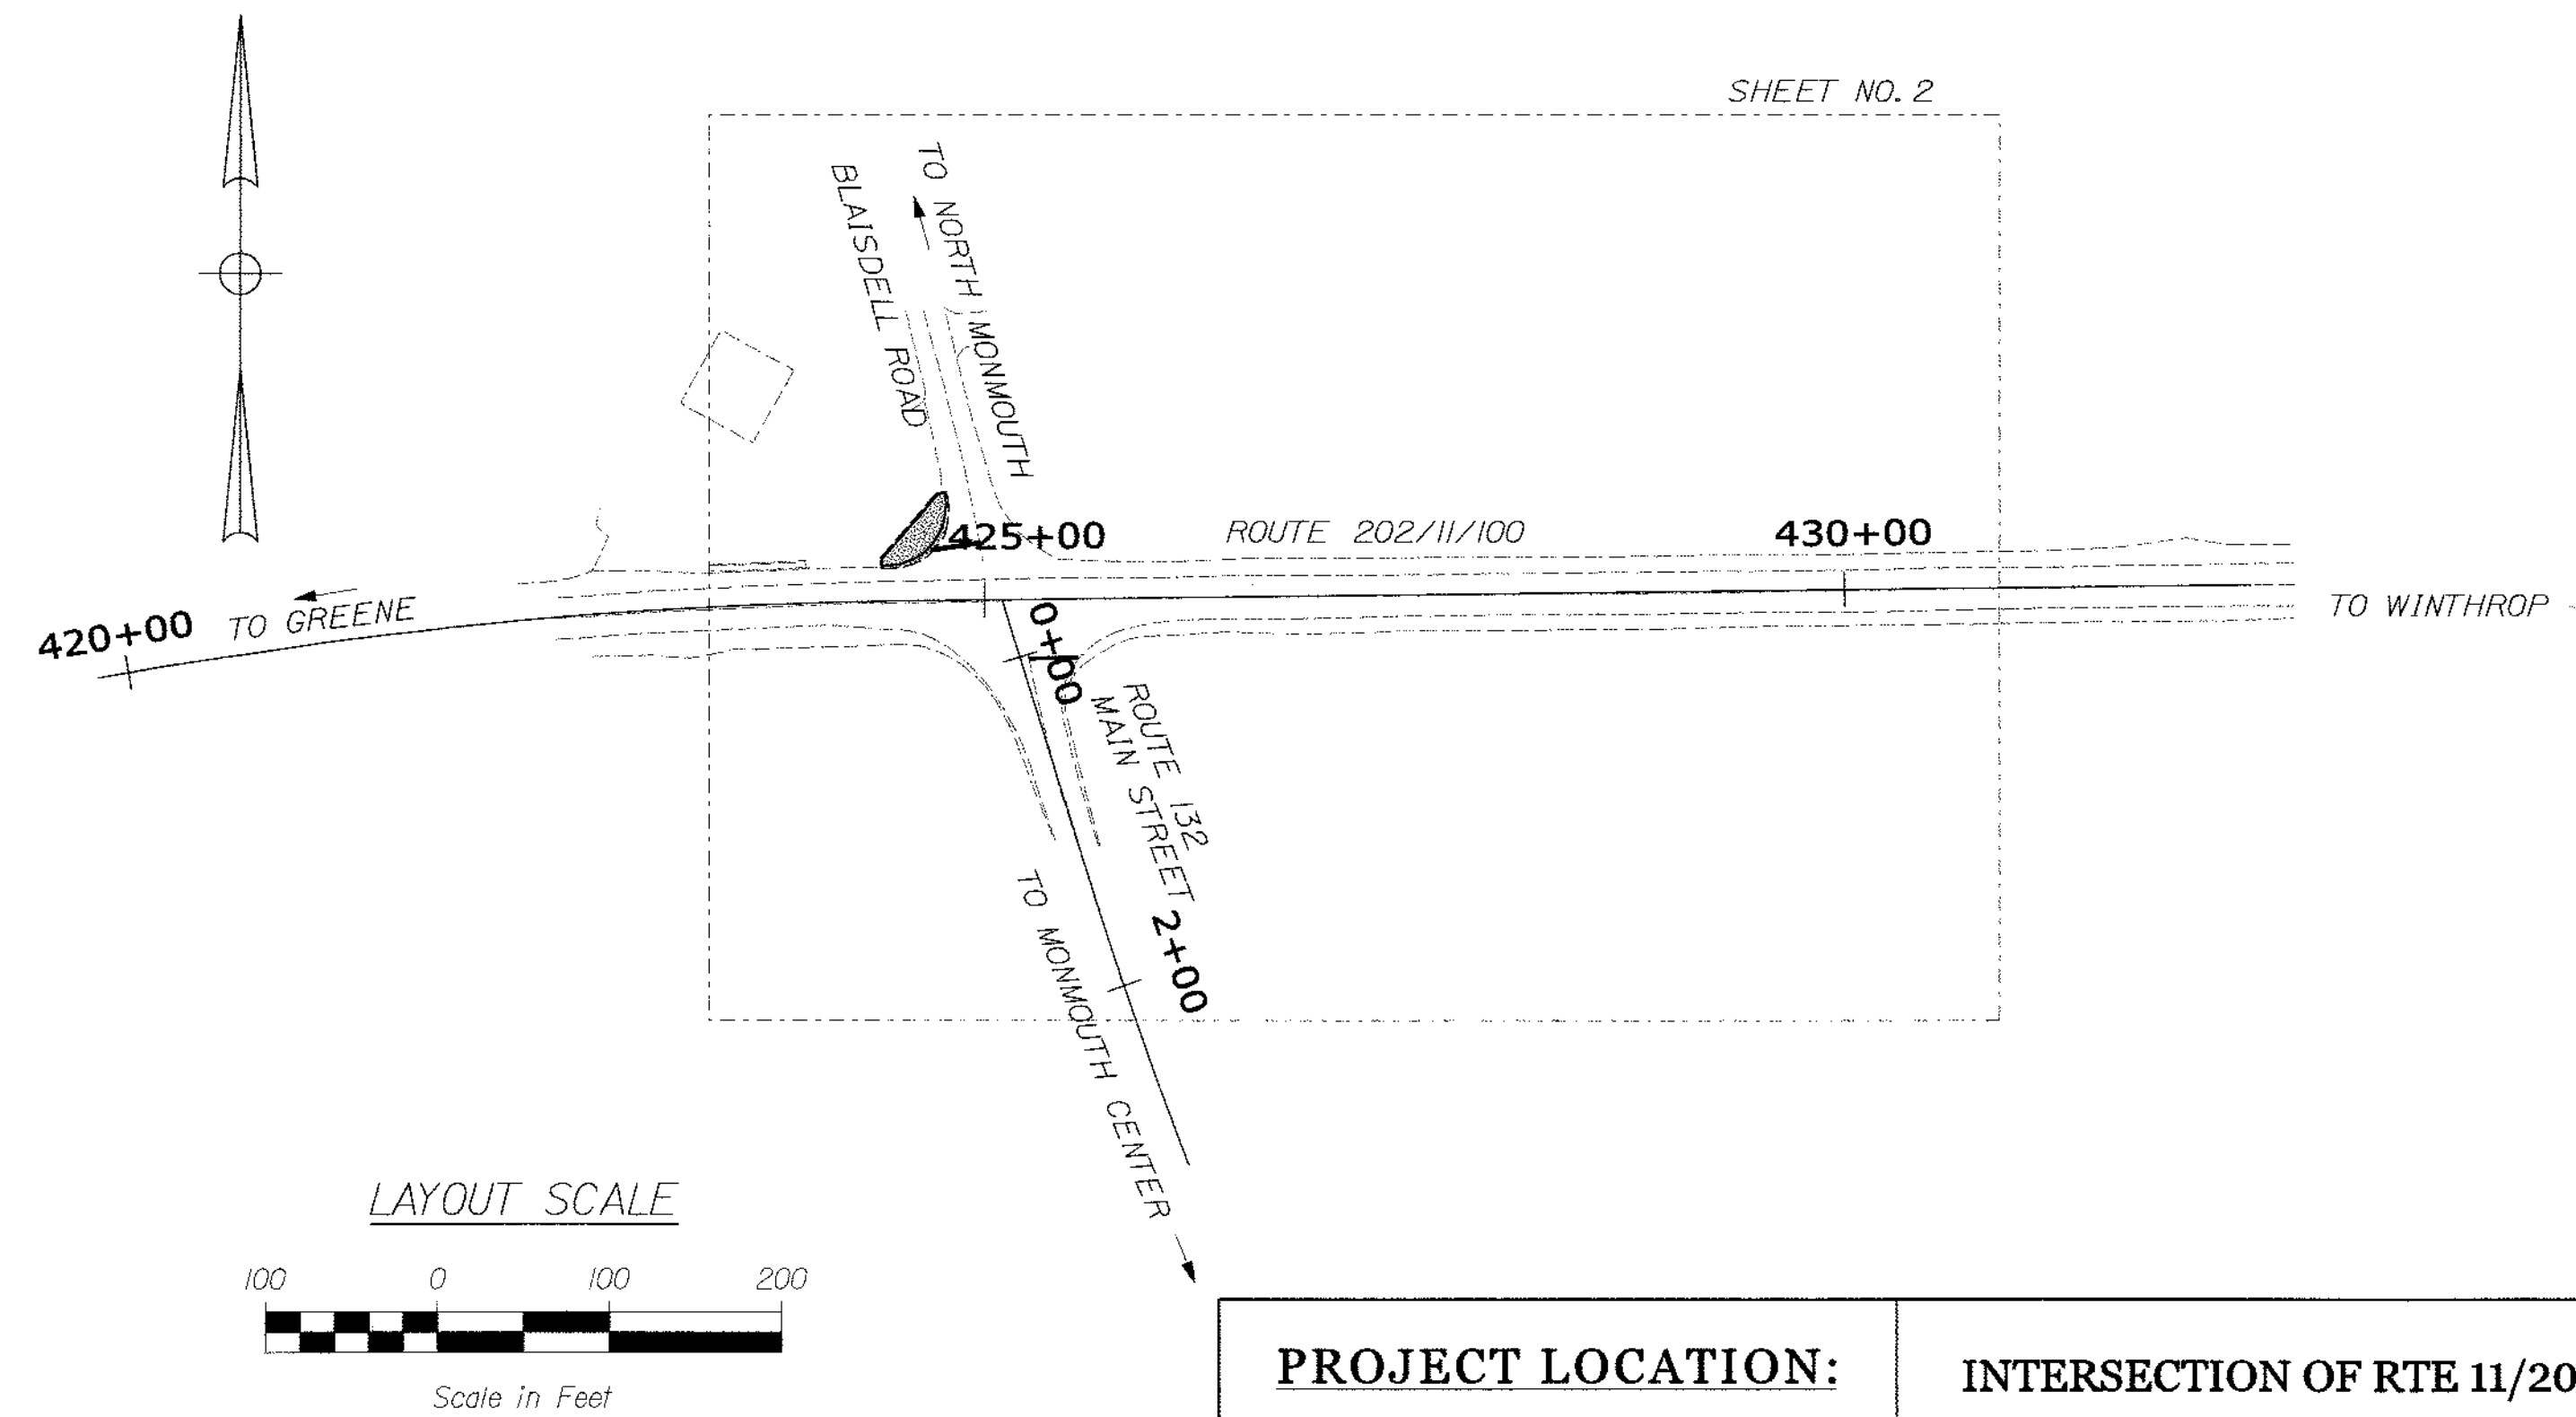 SHEET NO. 2
TO NORTH MONMOUTH
BLAISDELL ROAD
425+00
ROUTE 202/11/100
430+00
420+00
TO GREENE
TO WINTHROP
0+00
ROUTE 132
MAIN STREET
2+00
TO MONMOUTH CENTER
LAYOUT SCALE
100 0 100 200
Scale in Feet
PROJECT LOCATION:
INTERSECTION OF RTE 11/20